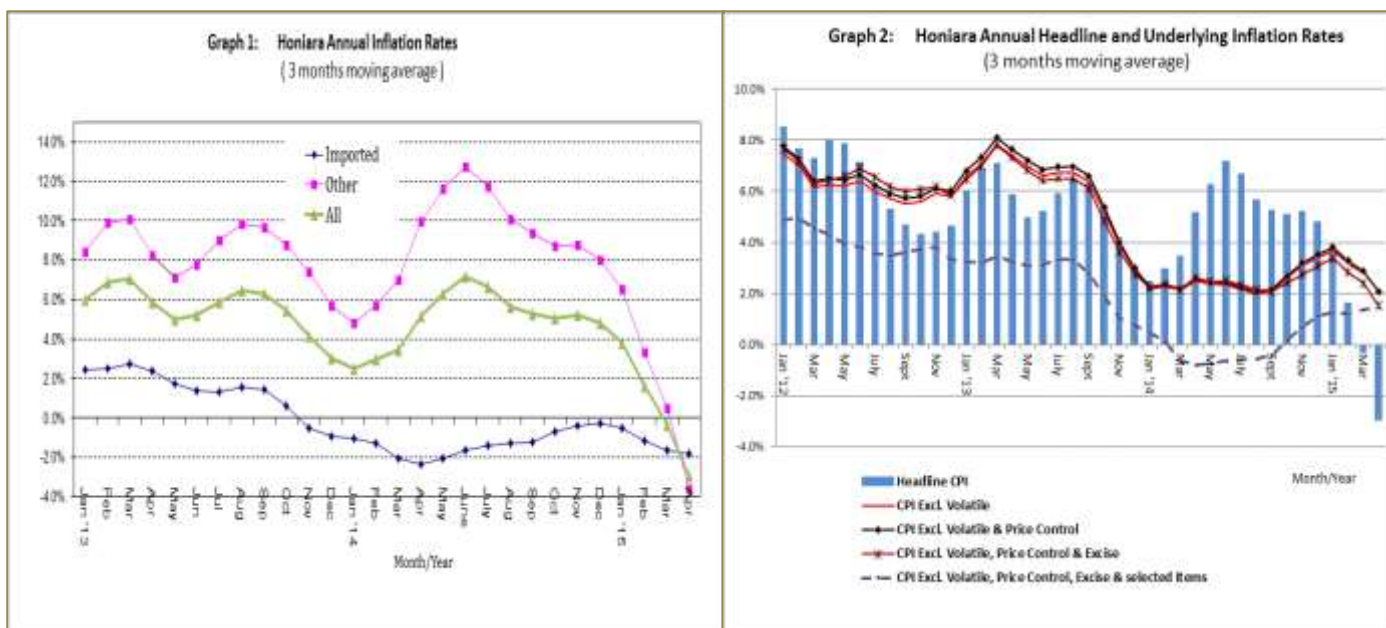 Graph 1: Honiara Annual Inflation Rates
( 3 months moving average )
14.0%
12.0%
10.0%
8.0%
6.0%
4.0%
2.0%
0.0%
-2.0%
-4.0%
Imported
Other
All
Jan '13
Feb
Mar
Apr
May
Jun
Jul
Aug
Sep
Oct
Nov
Dec
Jan '14
Feb
Mar
Apr
May
June
July
Aug
Sep
Oct
Nov
Dec
Jan '15
Feb
Mar
Apr
Month/Year
Graph 2: Honiara Annual Headline and Underlying Inflation Rates
(3 months moving average)
10.0%
8.0%
6.0%
4.0%
2.0%
0.0%
-2.0%
-4.0%
Jan '12
Mar
May
July
Sept
Nov
Jan '13
Mar
May
July
Sept
Nov
Jan '14
Mar
May
July
Sept
Nov
Jan '15
Mar
Month/Year
Headline CPI
CPI Excl. Volatile
CPI Excl. Volatile & Price Control
CPI Excl. Volatile, Price Control & Excise
CPI Excl. Volatile, Price Control, Excise & selected Items